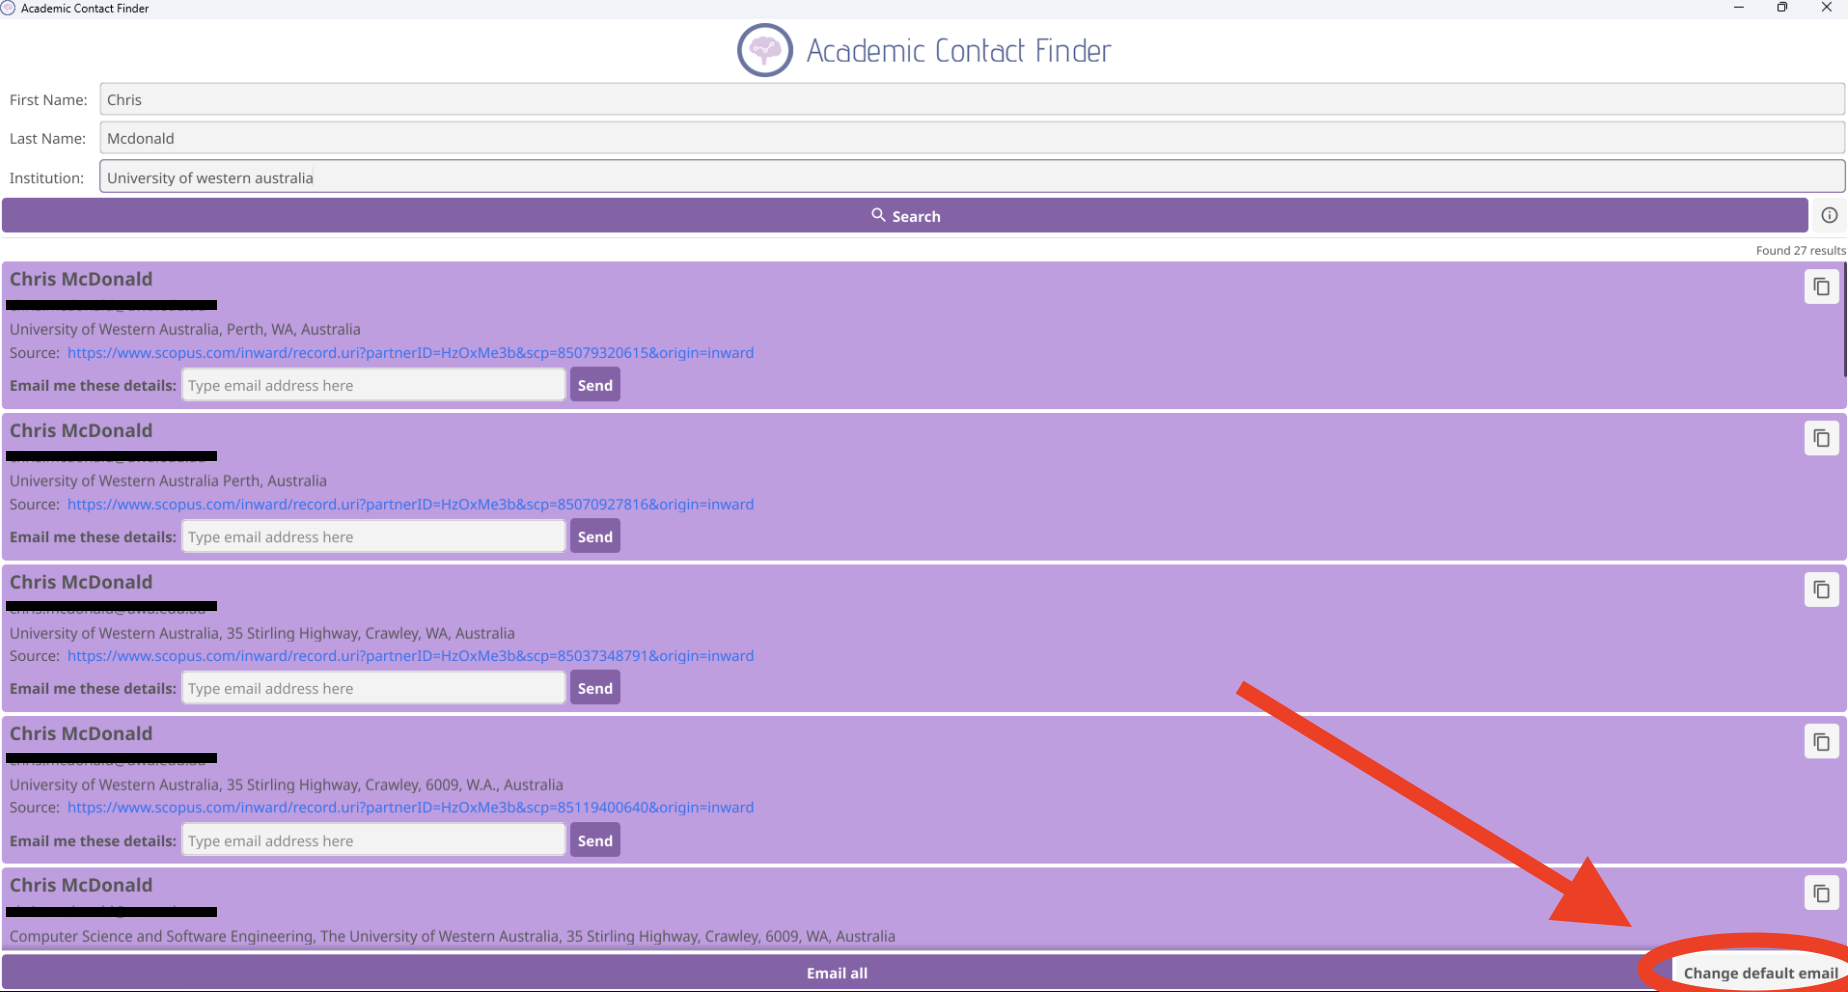 Academic Contact Finder
Academic Contact Finder
First Name: Chris
Last Name: Mcdonald
Institution: University of western australia
Search
Found 27 results
Chris McDonald
University of Western Australia, Perth, WA, Australia
Source: https://www.scopus.com/inward/record.uri?partnerID=HzOxMe3b&scp=85079320615&origin=inward
Email me these details: Type email address here Send
Chris McDonald
University of Western Australia Perth, Australia
Source: https://www.scopus.com/inward/record.uri?partnerID=HzOxMe3b&scp=85070927816&origin=inward
Email me these details: Type email address here Send
Chris McDonald
University of Western Australia, 35 Stirling Highway, Crawley, WA, Australia
Source: https://www.scopus.com/inward/record.uri?partnerID=HzOxMe3b&scp=85037348791&origin=inward
Email me these details: Type email address here Send
Chris McDonald
University of Western Australia, 35 Stirling Highway, Crawley, 6009, W.A., Australia
Source: https://www.scopus.com/inward/record.uri?partnerID=HzOxMe3b&scp=85119400640&origin=inward
Email me these details: Type email address here Send
Chris McDonald
Computer Science and Software Engineering, The University of Western Australia, 35 Stirling Highway, Crawley, 6009, WA, Australia
Email all
Change default email